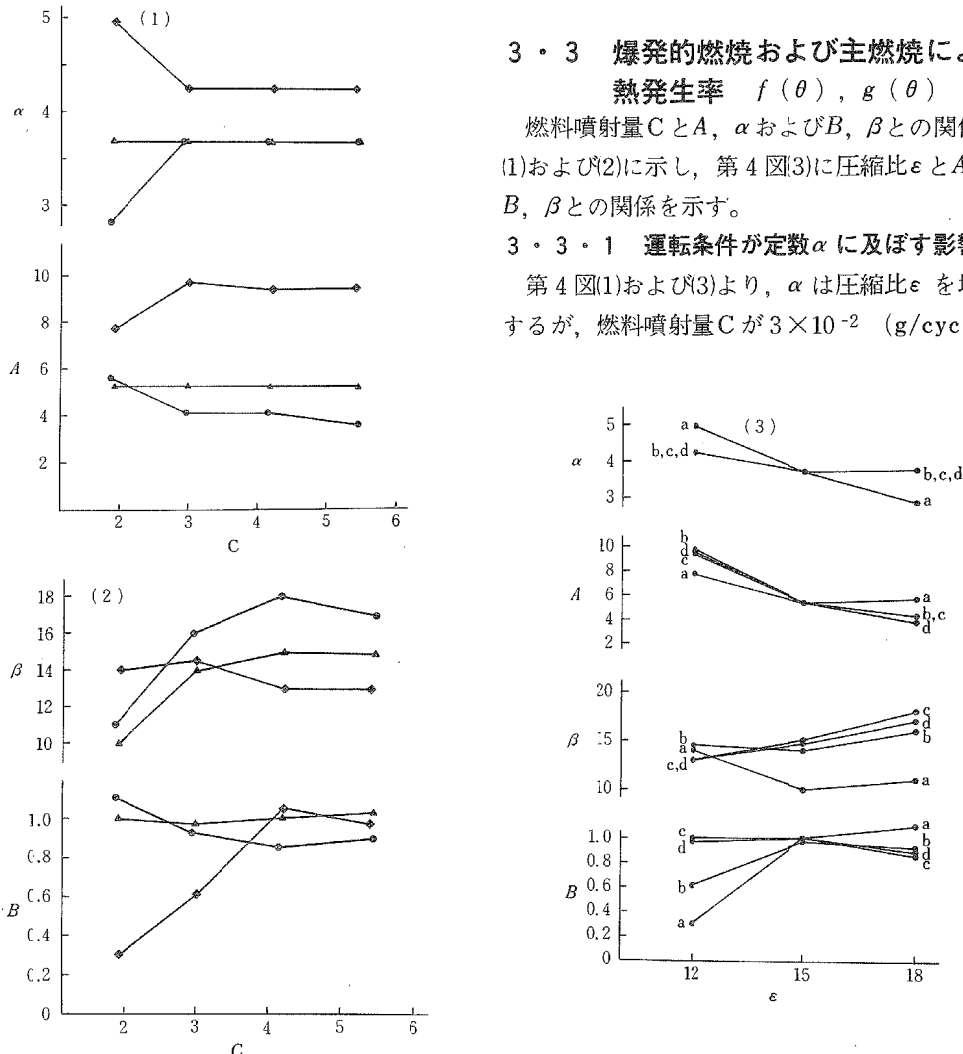 (1)
5
α
4
3
10
8
A 6
4
2
2 3 4 5 6
C
(2)
18
16
β 14
12
10
1.0
0.8
0.6
B
0.4
0.2
0
2 3 4 5 6
C
3・3 爆発的燃焼および主燃焼によ
熱発生率 f (θ) , g (θ)
燃料噴射量CとA，αおよびB，βとの関係
(1)および(2)に示し，第4図(3)に圧縮比εとA
B，βとの関係を示す。
3・3・1 運転条件が定数αに及ぼす影響
第4図(1)および(3)より，αは圧縮比ε を
するが，燃料噴射量Cが3×10⁻² (g/cyc
(3)
5 a
α 4 b,c,d b,c,d
3 a
10 b d c
8 a
A 6 a
4 b,c
2 d
20
β 15 b a c,d c d b
10 a
1.0 c d a b d c
0.8
B 0.6 b
0.4
0.2 a
0
12 15 18
ε